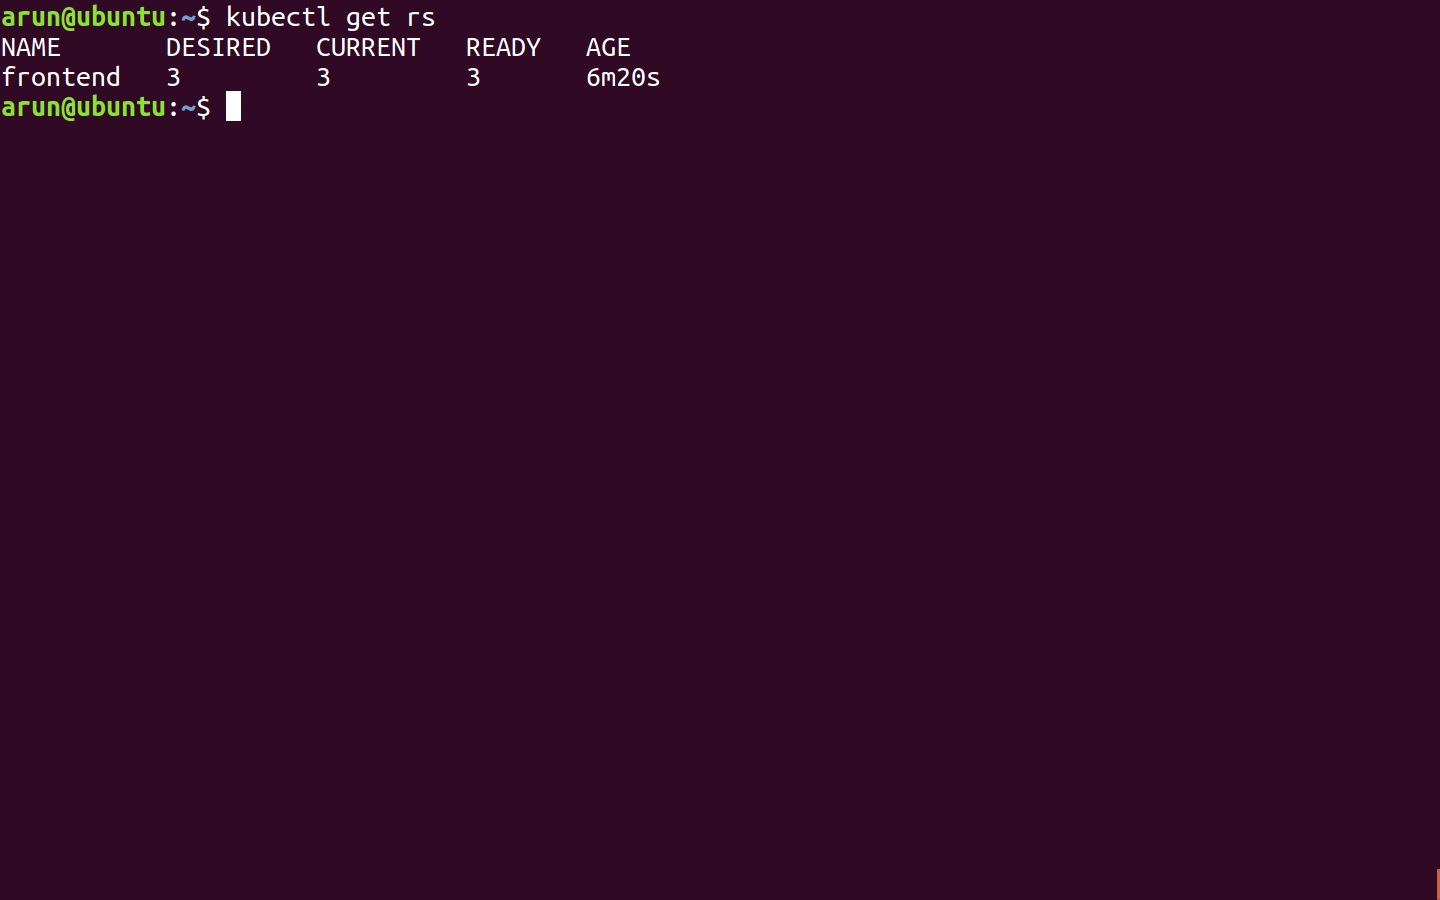 arun@ubuntu:~$ kubectl get rs
NAME       DESIRED   CURRENT   READY   AGE
frontend   3         3         3       6m20s
arun@ubuntu:~$